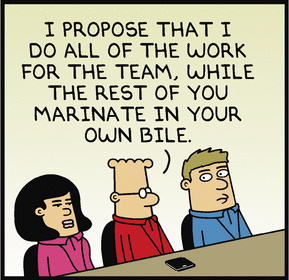 I PROPOSE THAT I
DO ALL OF THE WORK
FOR THE TEAM, WHILE
THE REST OF YOU
MARINATE IN YOUR
OWN BILE.